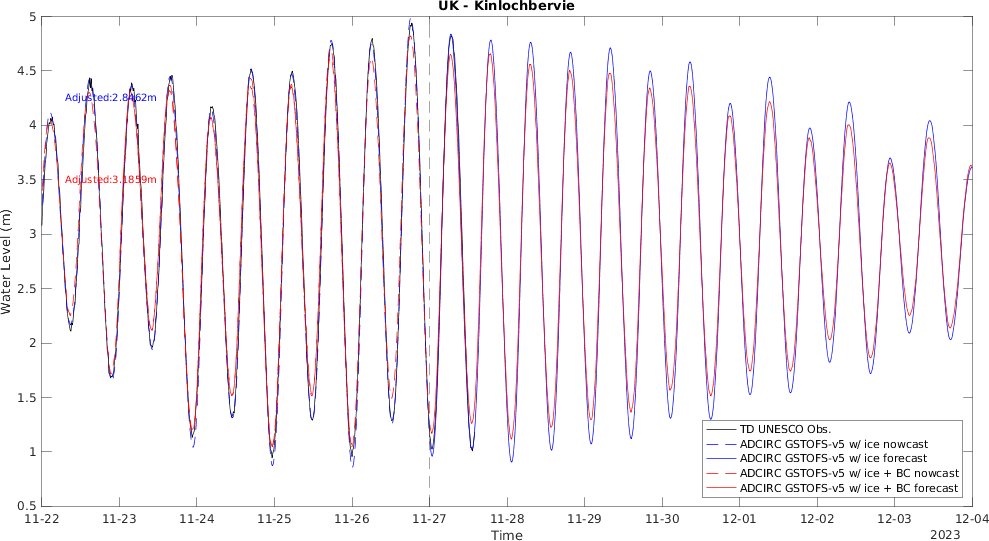 UK - Kinlochbervie
5
4.5
4
3.5
3
2.5
2
1.5
1
0.5
Water Level (m)
Adjusted:2.8462m
Adjusted:3.1859m
TD UNESCO Obs.
ADCIRC GSTOFS-v5 w/ ice nowcast
ADCIRC GSTOFS-v5 w/ ice forecast
ADCIRC GSTOFS-v5 w/ ice + BC nowcast
ADCIRC GSTOFS-v5 w/ ice + BC forecast
11-22 11-23 11-24 11-25 11-26 11-27 11-28 11-29 11-30 12-01 12-02 12-03 12-04
Time
2023